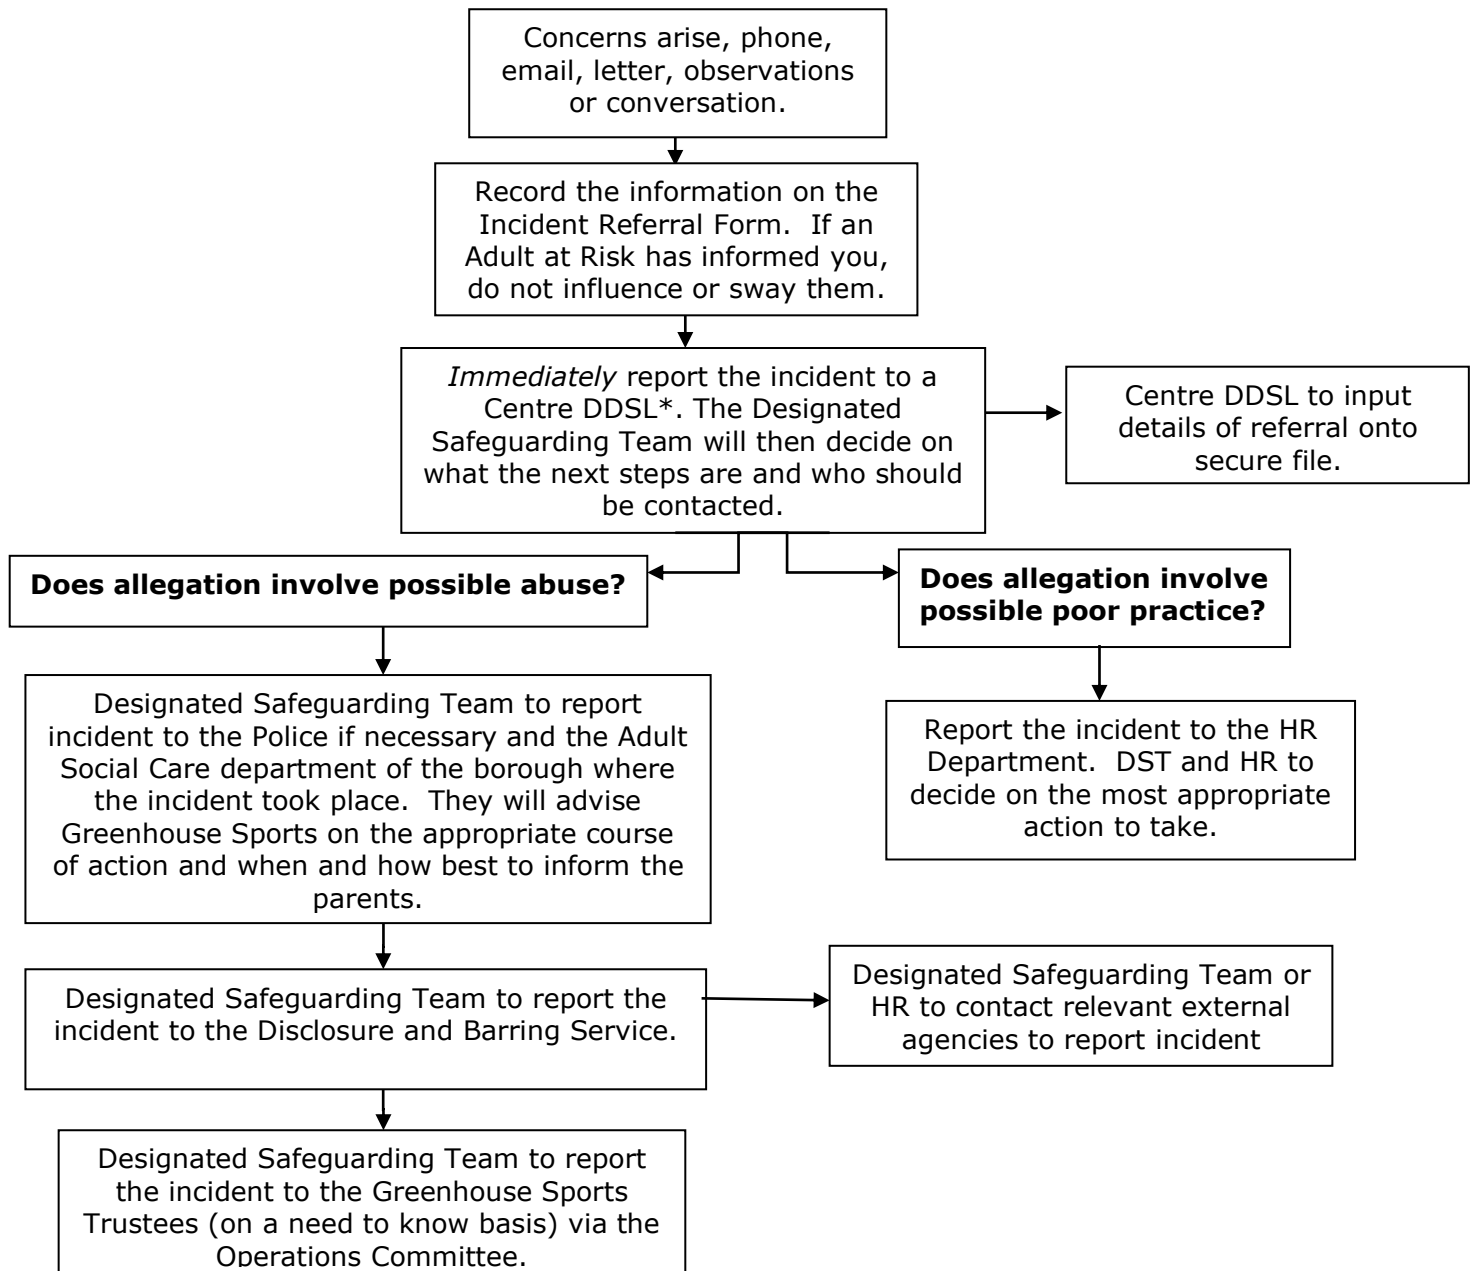 Concerns arise, phone,
email, letter, observations
or conversation.
Record the information on the
Incident Referral Form.  If an
Adult at Risk has informed you,
do not influence or sway them.
Immediately report the incident to a
Centre DDSL*. The Designated
Safeguarding Team will then decide on
what the next steps are and who should
be contacted.
Centre DDSL to input
details of referral onto
secure file.
Does allegation involve possible abuse?
Does allegation involve
possible poor practice?
Designated Safeguarding Team to report
incident to the Police if necessary and the Adult
Social Care department of the borough where
the incident took place.  They will advise
Greenhouse Sports on the appropriate course
of action and when and how best to inform the
parents.
Report the incident to the HR
Department.  DST and HR to
decide on the most appropriate
action to take.
Designated Safeguarding Team to report the
incident to the Disclosure and Barring Service.
Designated Safeguarding Team or
HR to contact relevant external
agencies to report incident
Designated Safeguarding Team to report
the incident to the Greenhouse Sports
Trustees (on a need to know basis) via the
Operations Committee.